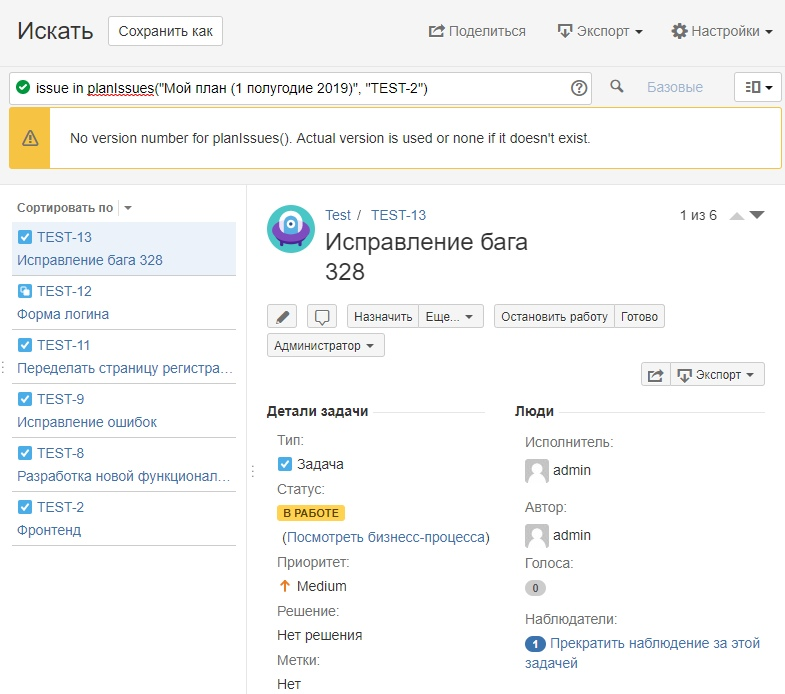 Искать
Сохранить как
Поделиться
Экспорт
Настройки
issue in planIssues("Мой план (1 полугодие 2019)", "TEST-2")
?
Базовые
No version number for planIssues(). Actual version is used or none if it doesn't exist.
Сортировать по
TEST-13
Исправление бага 328
TEST-12
Форма логина
TEST-11
Переделать страницу регистра...
TEST-9
Исправление ошибок
TEST-8
Разработка новой функционал...
TEST-2
Фронтенд
Test / TEST-13
1 из 6
Исправление бага
328
Назначить
Еще...
Остановить работу
Готово
Администратор
Экспорт
Детали задачи
Тип:
Задача
Статус:
В РАБОТЕ
(Посмотреть бизнес-процесса)
Приоритет:
Medium
Решение:
Нет решения
Метки:
Нет
Люди
Исполнитель:
admin
Автор:
admin
Голоса:
0
Наблюдатели:
1 Прекратить наблюдение за этой
задачей